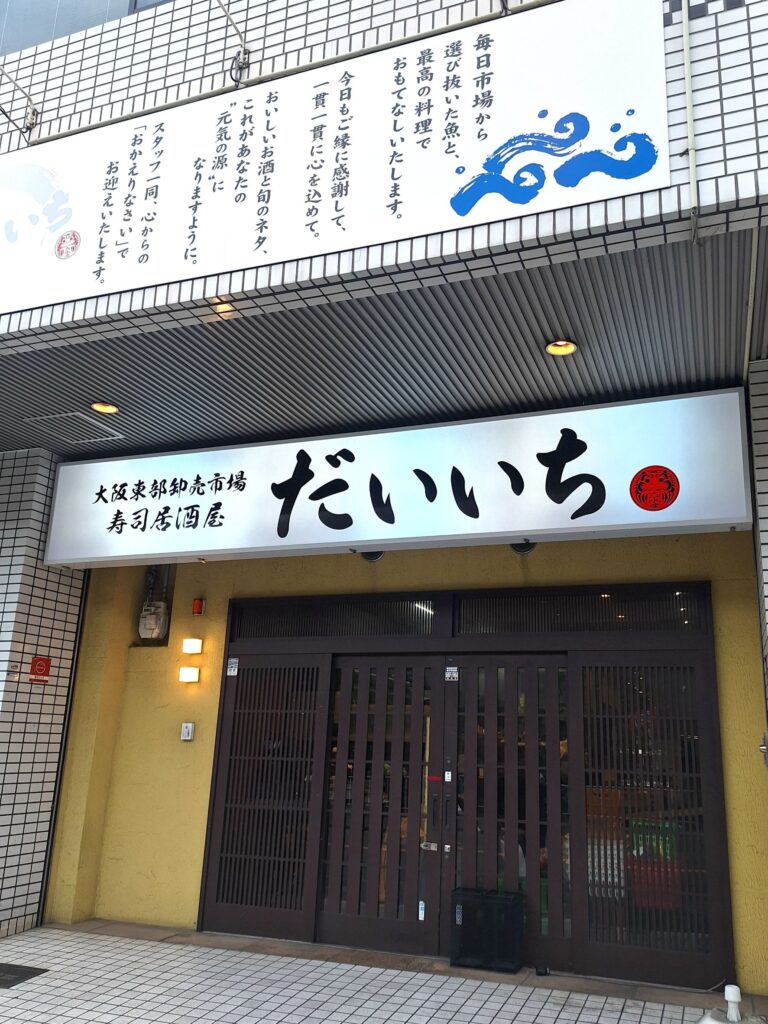 毎日市場から
選び抜いた魚と、
最高の料理で
おもてなしいたします。
今日もご縁に感謝して、
一貫一貫に心を込めて。
おいしいお酒と旬のネタ、
これがあなたの
“元気の源”に
なりますように。
スタッフ一同、心からの
「おかえりなさい」で
お迎えいたします。
いち
大阪東部卸売市場
寿司居酒屋
だいいち